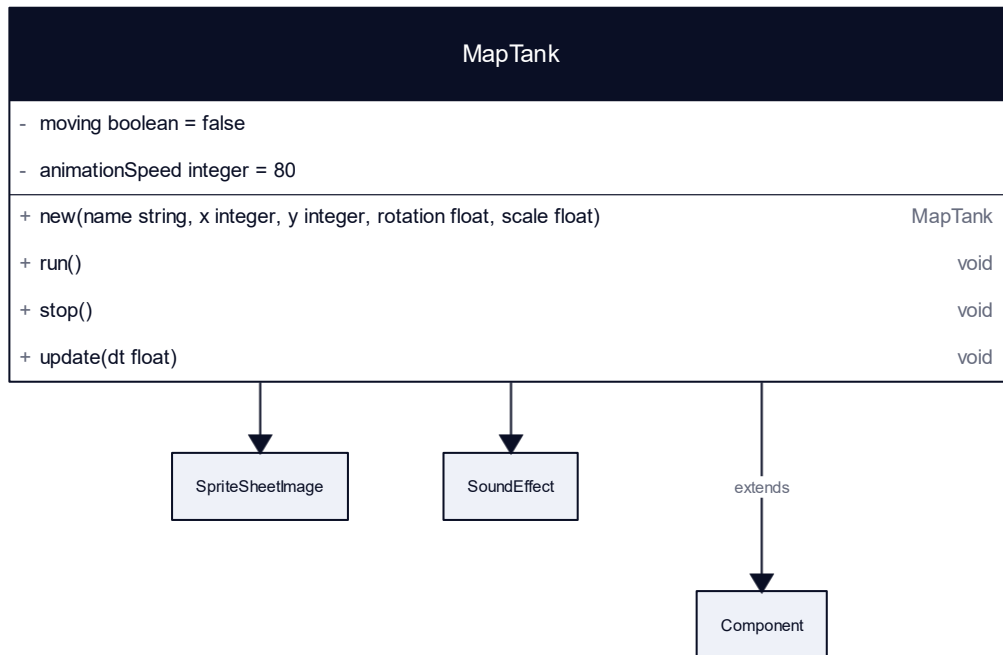 MapTank
- moving boolean = false
- animationSpeed integer = 80
+ new(name string, x integer, y integer, rotation float, scale float) MapTank
+ run() void
+ stop() void
+ update(dt float) void
SpriteSheetImage
SoundEffect
extends
Component